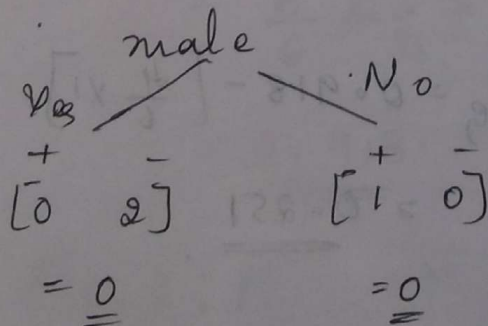 male
Yes No
+ - + -
[0 2] [1 0]
= 0 = 0